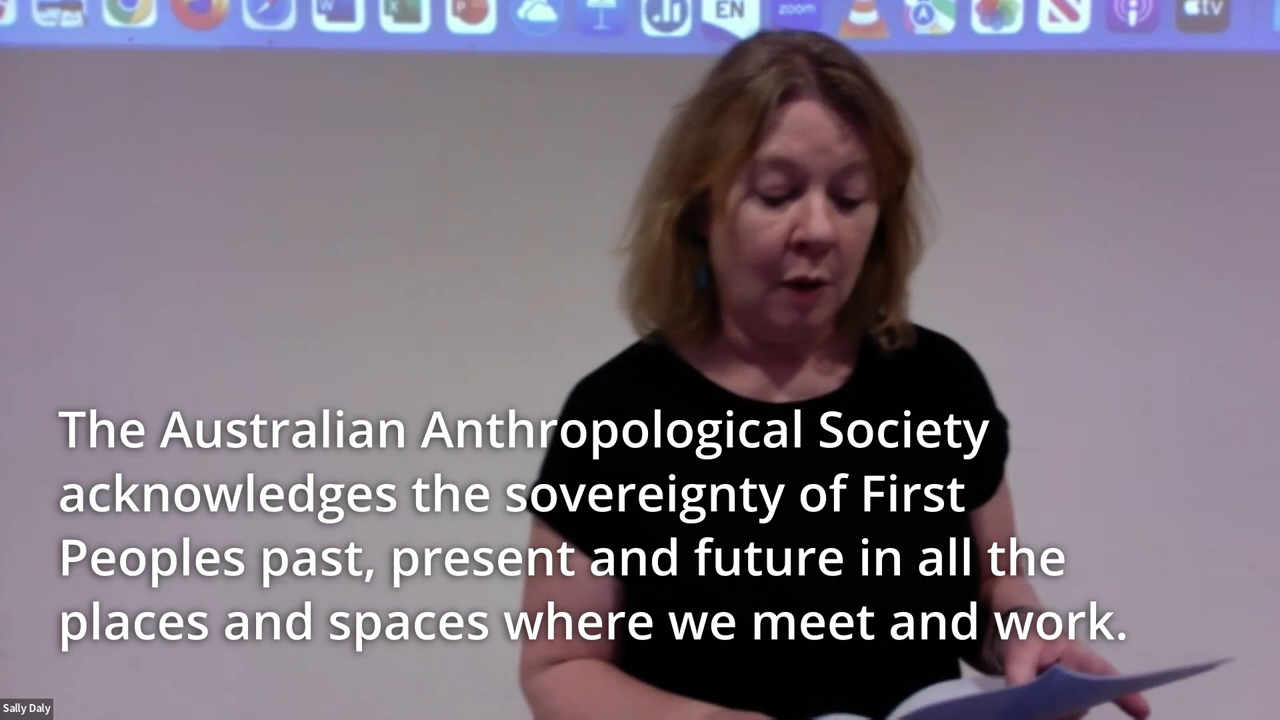 W
X
P
EN
zoom
tv
The Australian Anthropological Society
acknowledges the sovereignty of First
Peoples past, present and future in all the
places and spaces where we meet and work.
Sally Daly